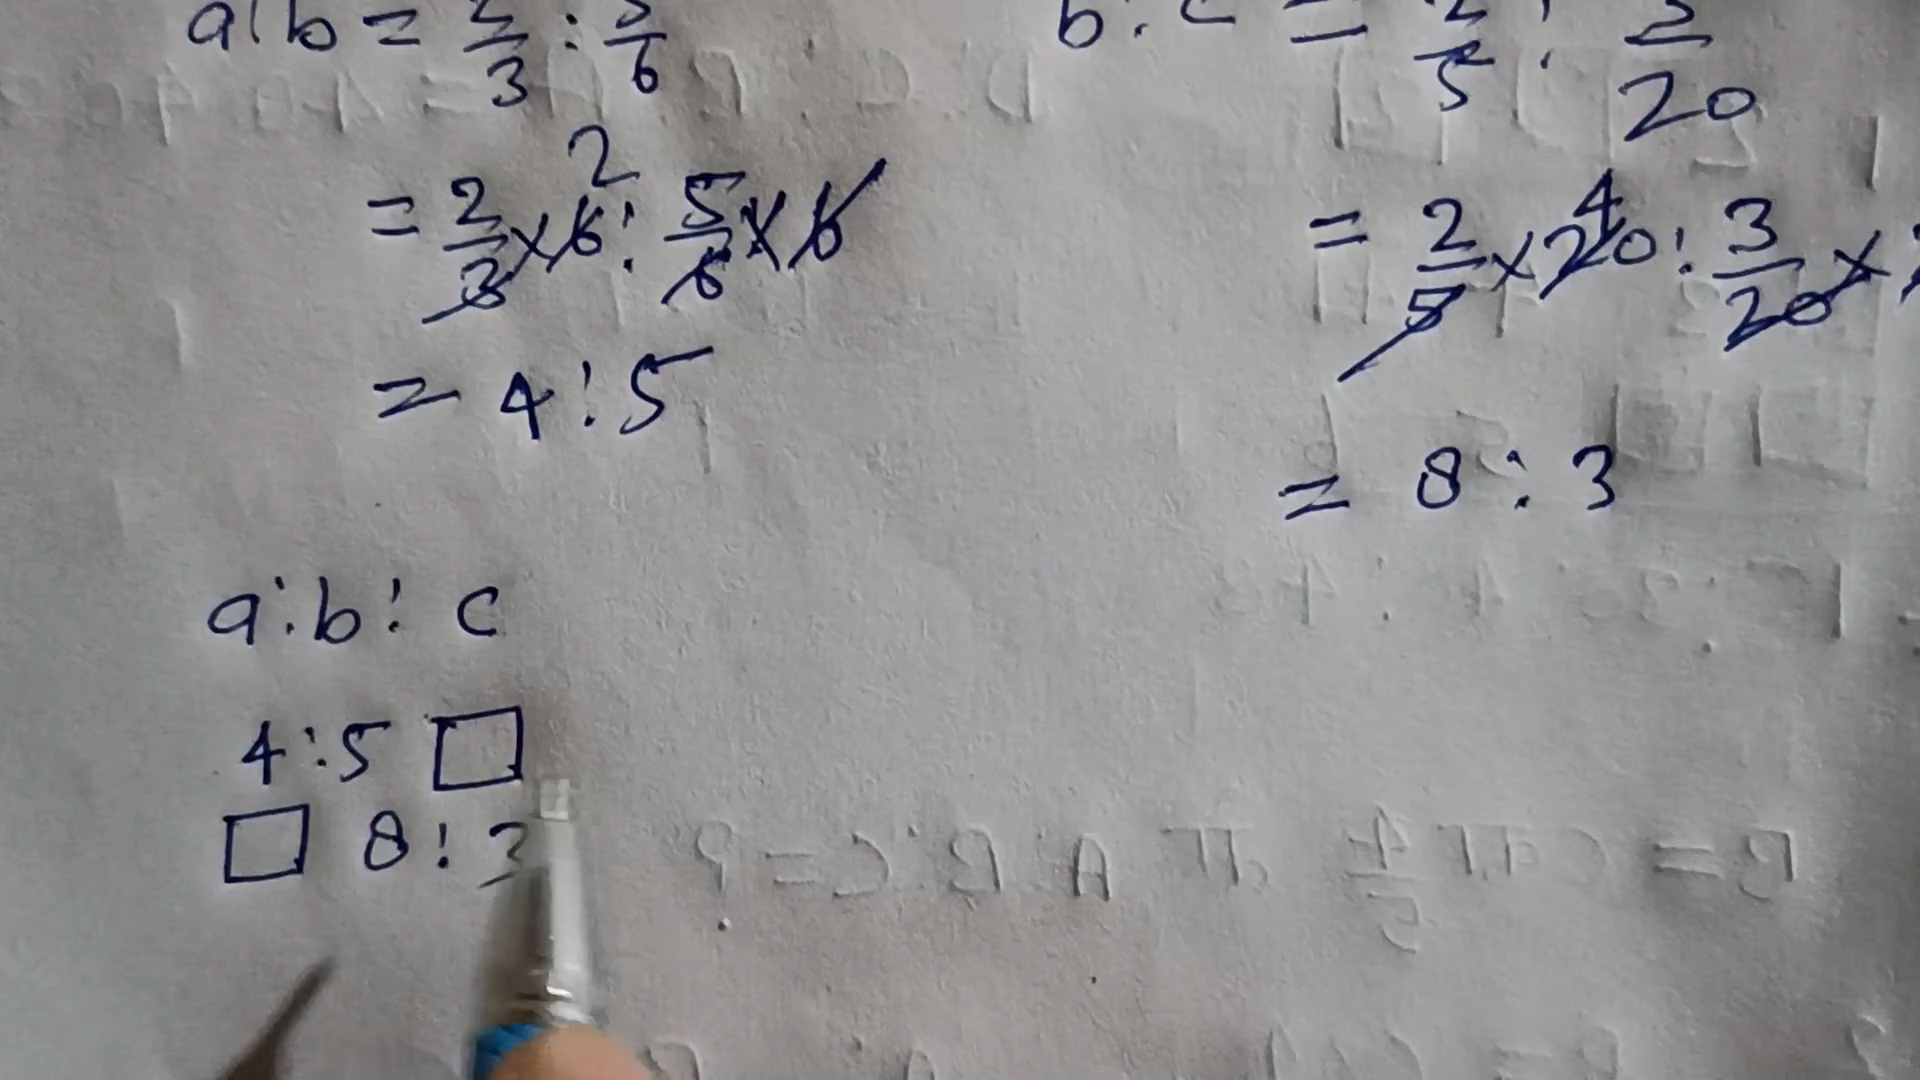 a:b = 2/3 : 5/6
b:c = 2/5 : 3/20
2
= 2/3 × 6 : 5/6 × 6
4
= 2/5 × 20 : 3/20 ×
= 4:5
= 8:3
a:b:c
4:5 □
□ 8:3